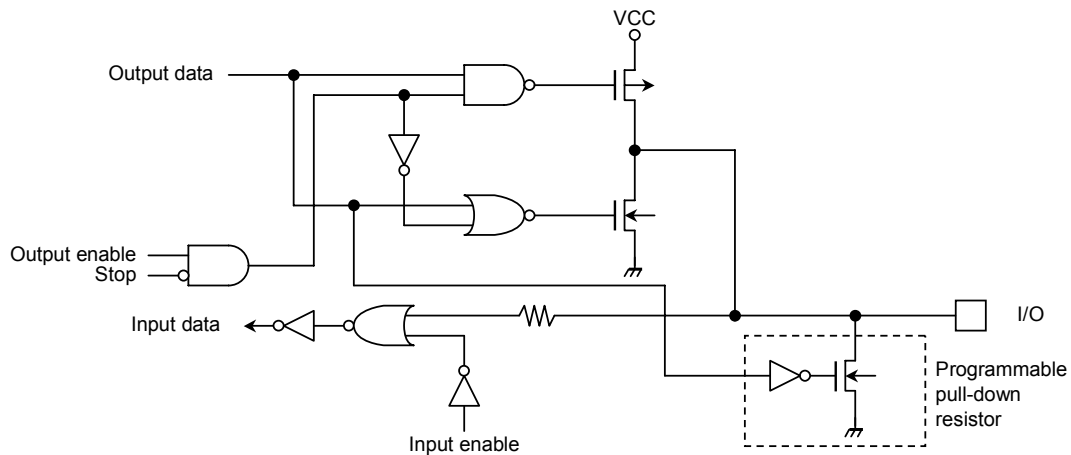 VCC
Output data
Output enable
Stop
Input data
I/O
Programmable
pull-down
resistor
Input enable